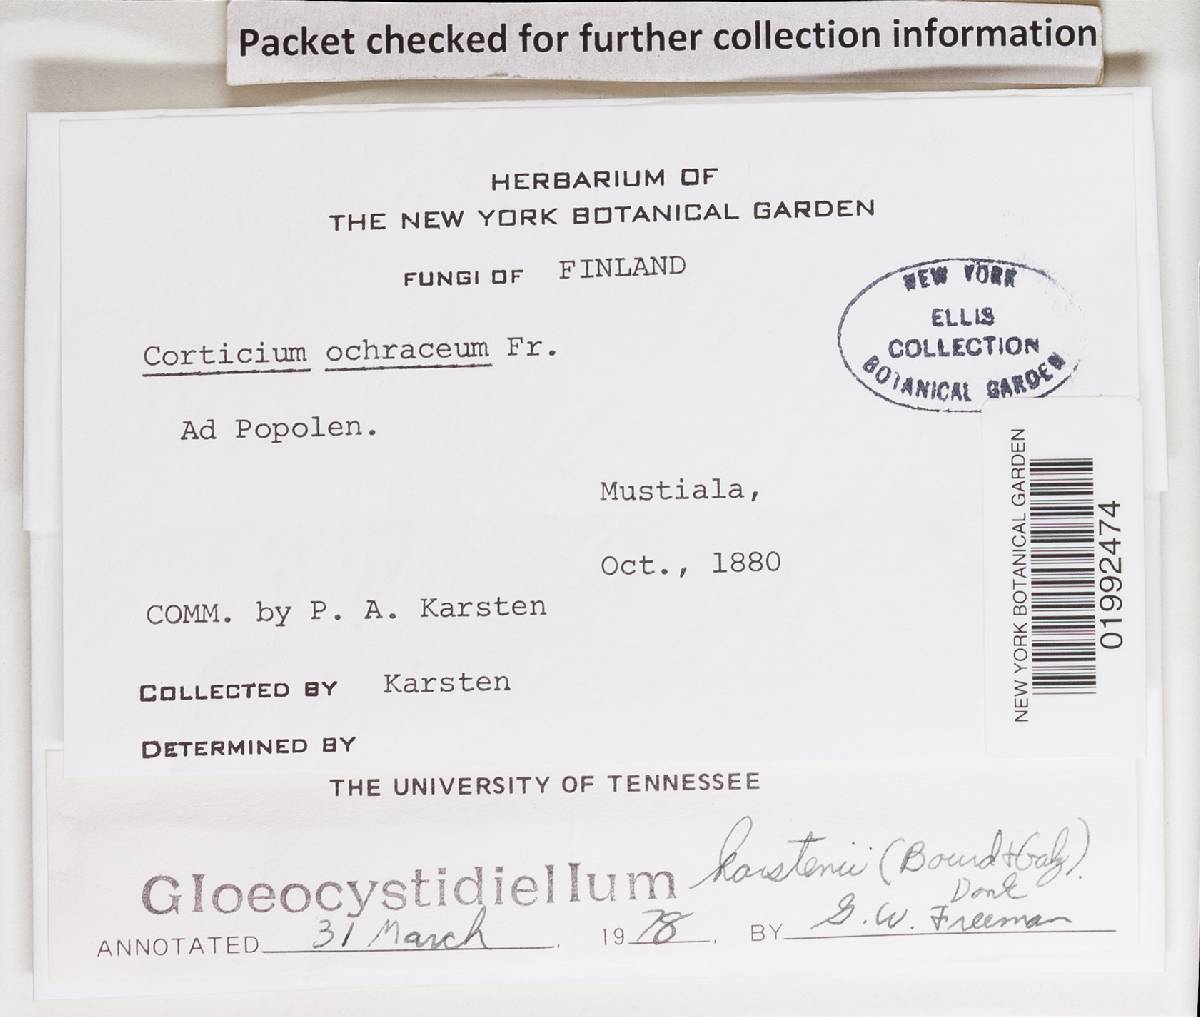 Packet checked for further collection information
HERBARIUM OF
THE NEW YORK BOTANICAL GARDEN
FUNGI OF FINLAND
NEW YORK
ELLIS
COLLECTION
BOTANICAL GARDEN
Corticium ochraceum Fr.
Ad Popolen.
Mustiala,
Oct., 1880
COMM. by P. A. Karsten
COLLECTED BY Karsten
DETERMINED BY
NEW YORK BOTANICAL GARDEN
01992474
THE UNIVERSITY OF TENNESSEE
Gloeocystidiellum karstenii (Bourd + Galz).
Donk
ANNOTATED 31 March, 1978, BY G. W. Freeman